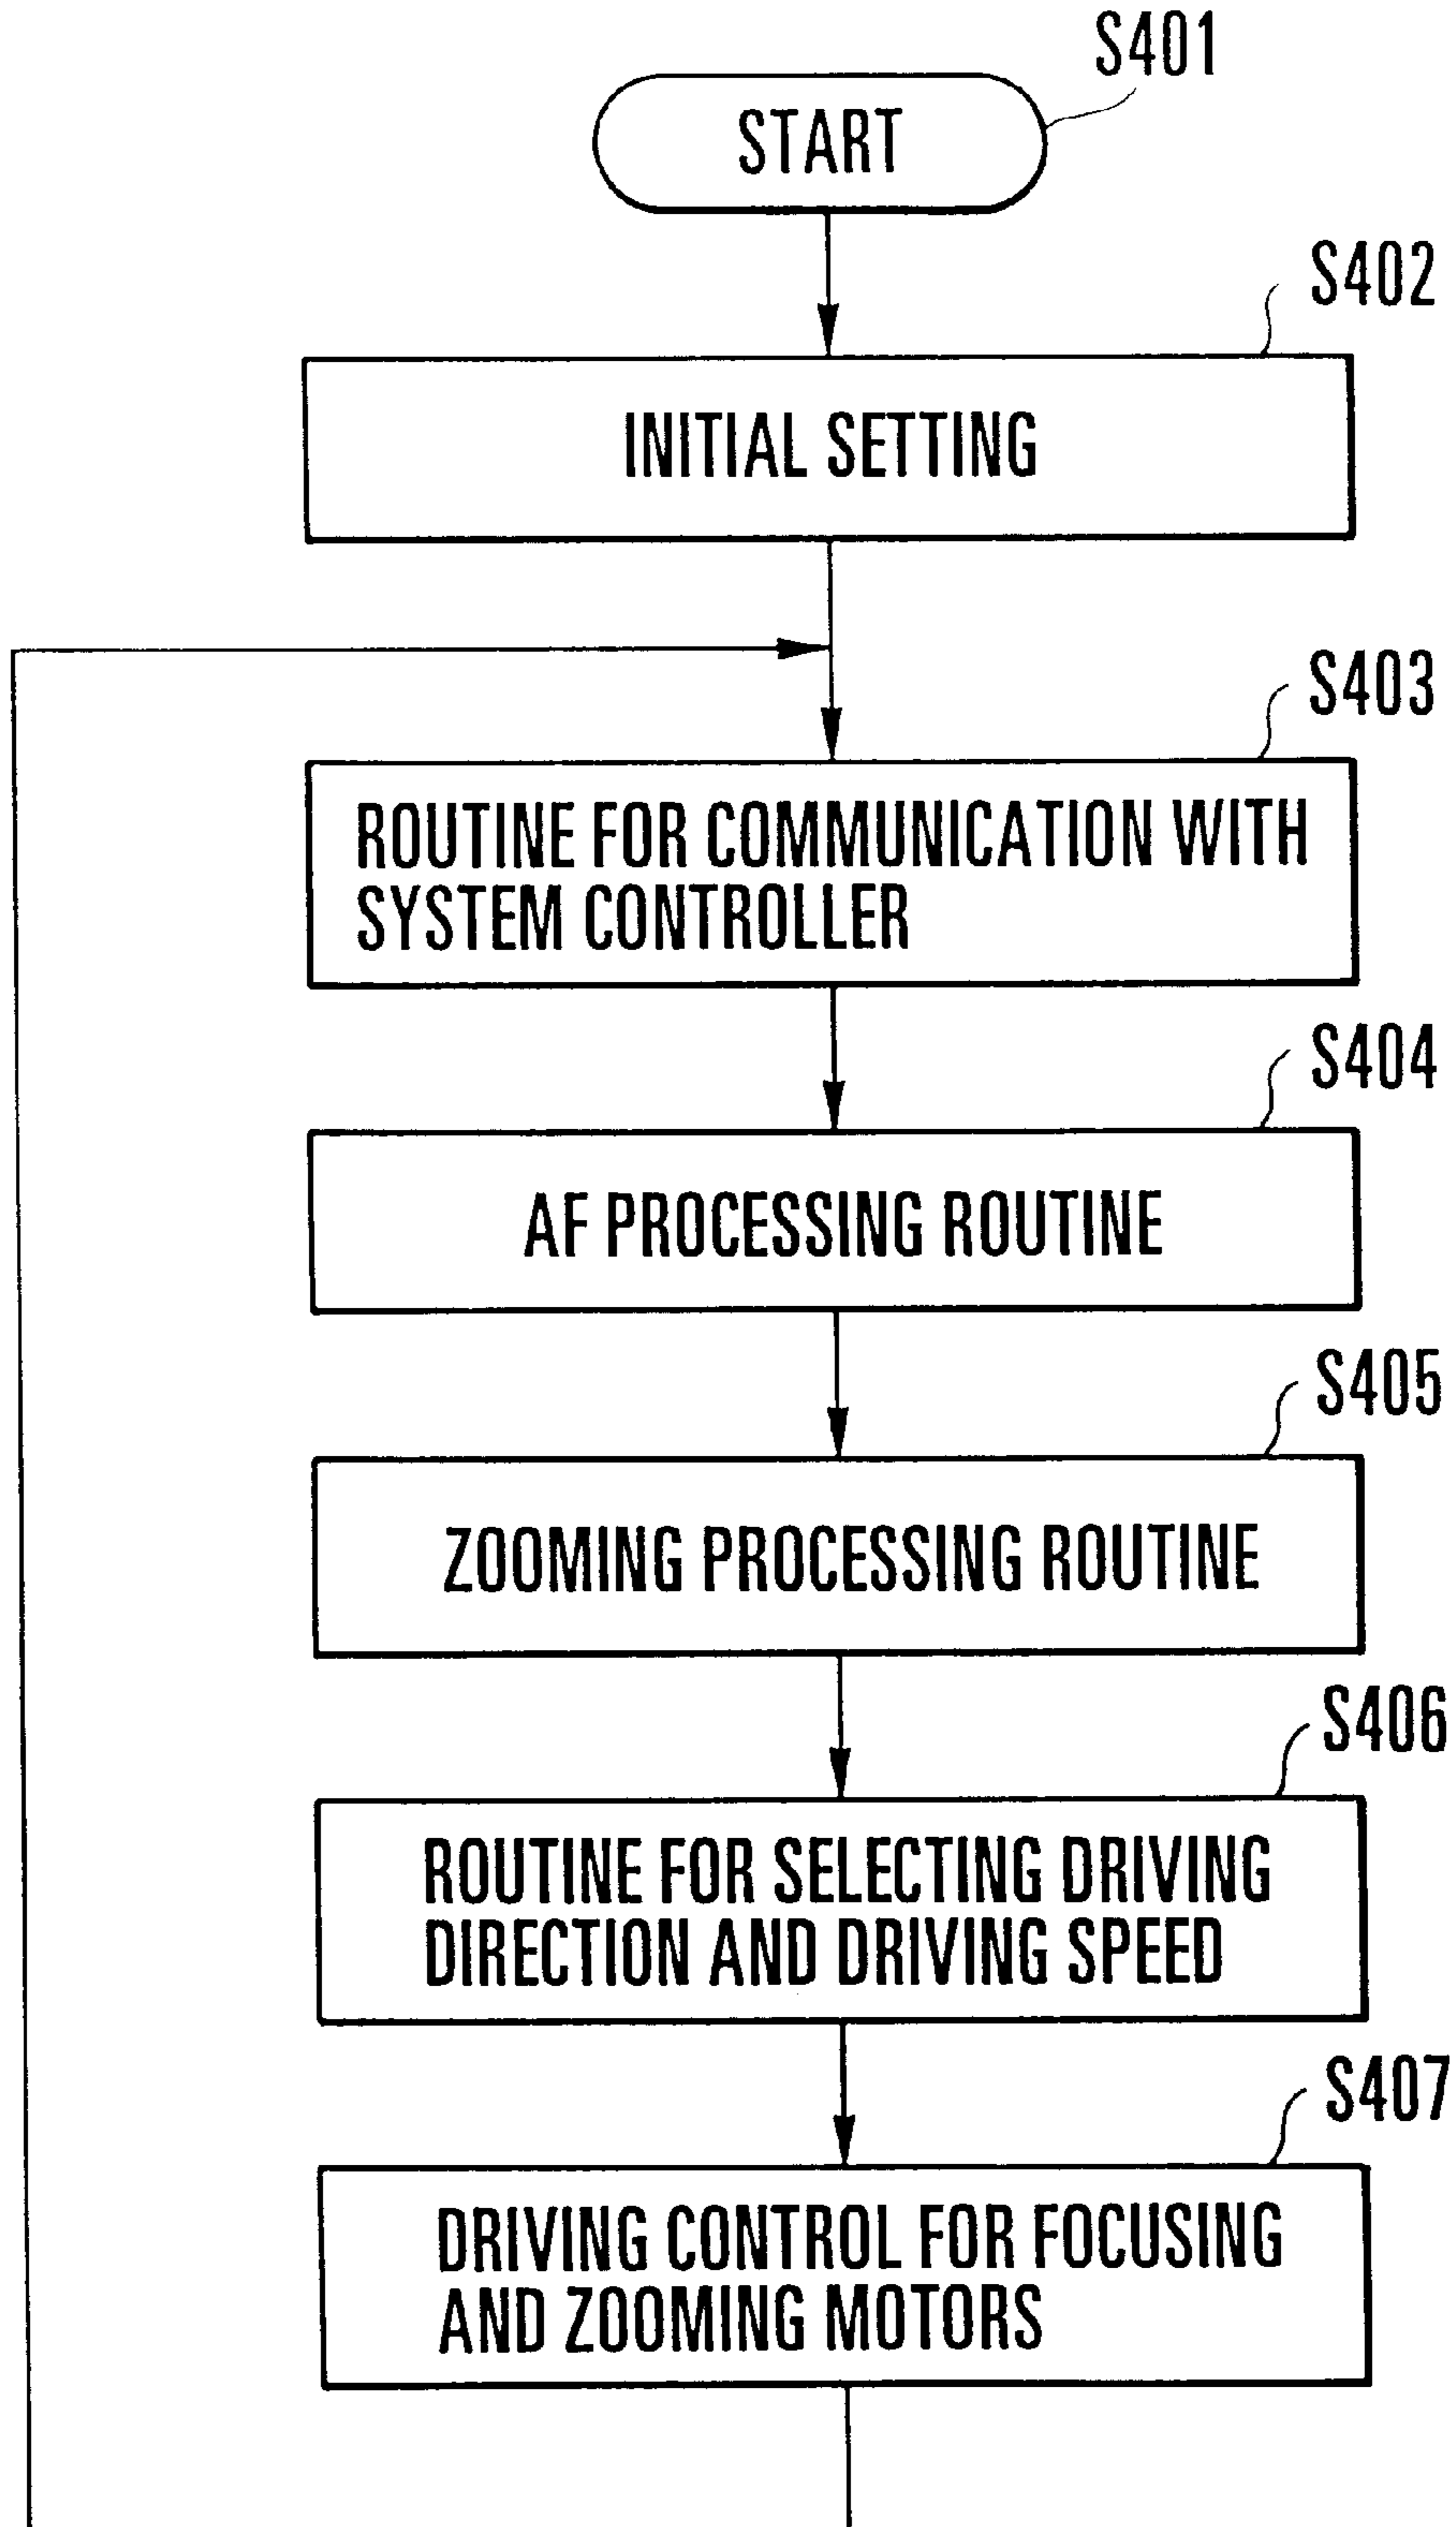 S401
START
S402
INITIAL SETTING
S403
ROUTINE FOR COMMUNICATION WITH
SYSTEM CONTROLLER
S404
AF PROCESSING ROUTINE
S405
ZOOMING PROCESSING ROUTINE
S406
ROUTINE FOR SELECTING DRIVING
DIRECTION AND DRIVING SPEED
S407
DRIVING CONTROL FOR FOCUSING
AND ZOOMING MOTORS